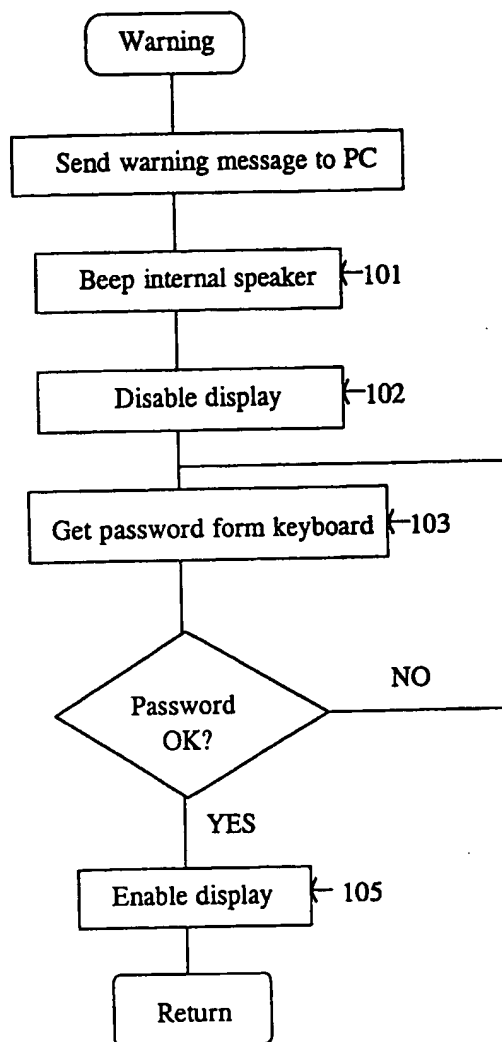 Warning
Send warning message to PC
Beep internal speaker
101
Disable display
102
Get password form keyboard
103
NO
Password
OK?
YES
Enable display
105
Return